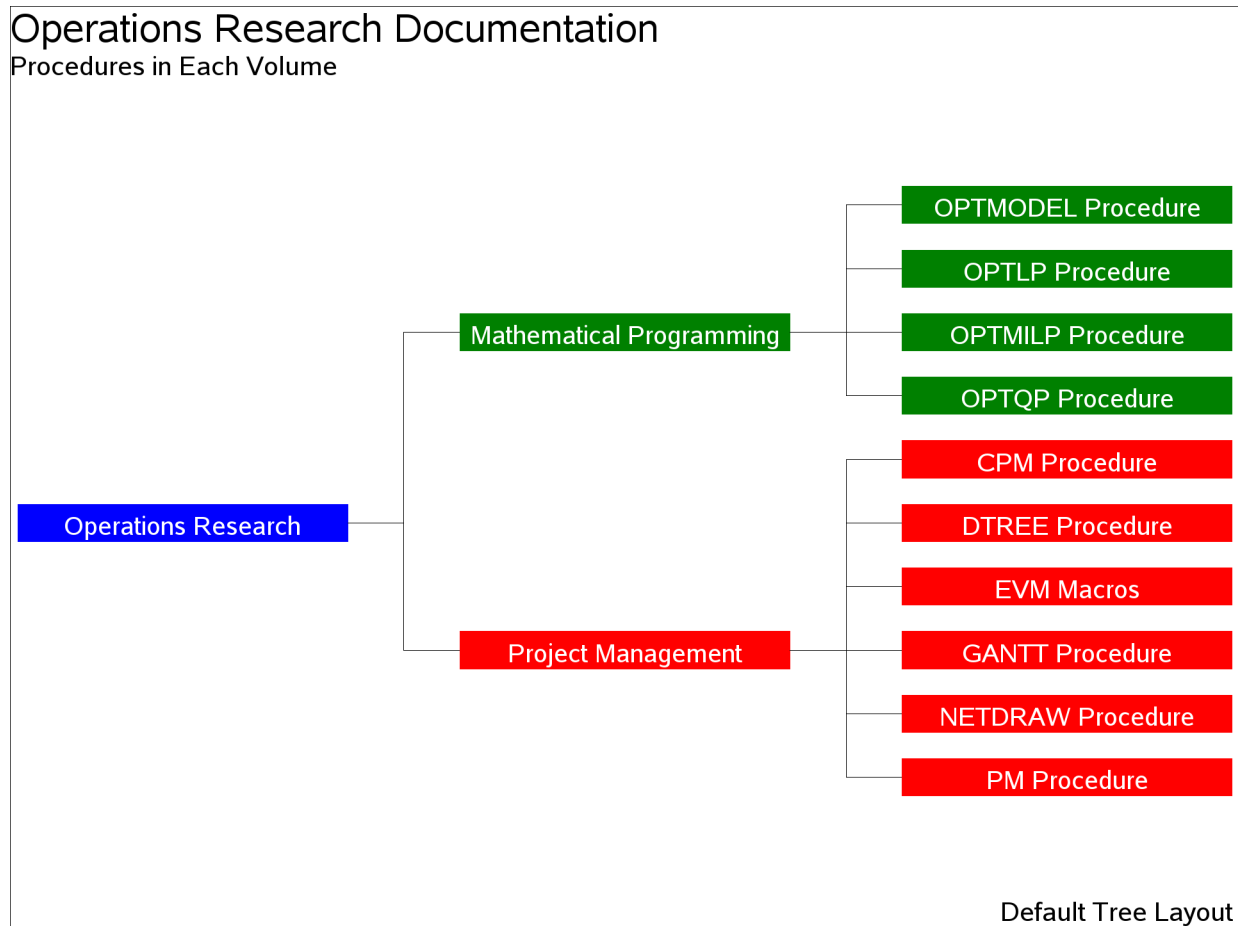 Operations Research Documentation
Procedures in Each Volume
OPTMODEL Procedure
OPTLP Procedure
Mathematical Programming
OPTMILP Procedure
OPTQP Procedure
CPM Procedure
Operations Research
DTREE Procedure
EVM Macros
Project Management
GANTT Procedure
NETDRAW Procedure
PM Procedure
Default Tree Layout